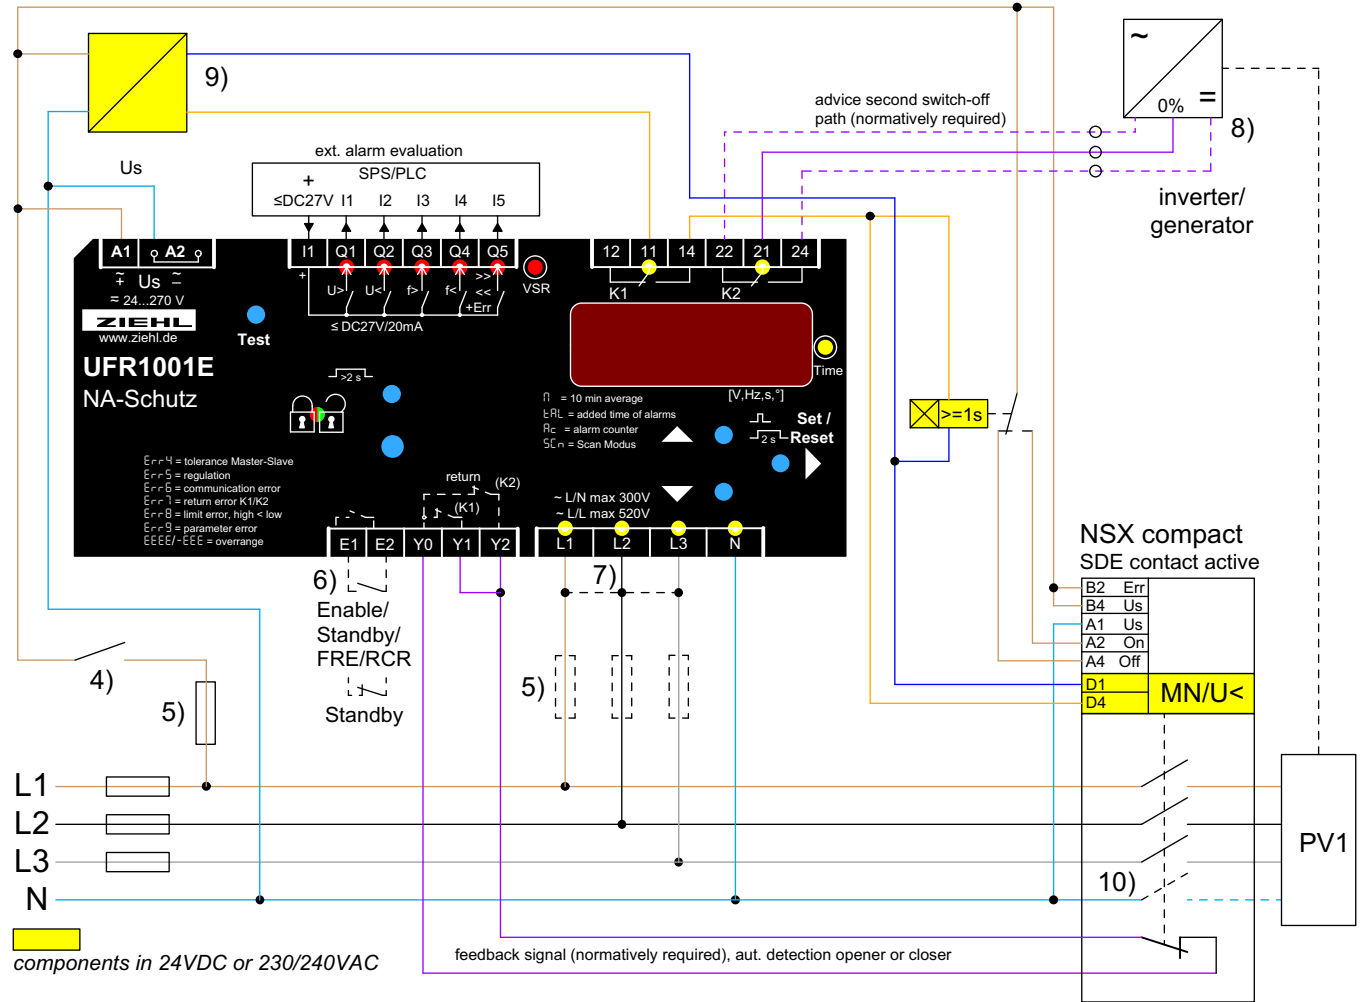 9)
~
0% =
8)
advice second switch-off
path (normatively required)
inverter/
generator
Us
ext. alarm evaluation
SPS/PLC
+
≤DC27V I1 I2 I3 I4 I5
A1 A2
I1 Q1 Q2 Q3 Q4 Q5
12 11 14 22 21 24
~ Us ~
+ –
≂ 24...270 V
+ U> U< f> f< >>
<<
+Err
≤ DC27V/20mA
VSR
K1 K2
ZIEHL
www.ziehl.de
Test
UFR1001E
NA-Schutz
>2 s
Time
[V,Hz,s,°]
= 10 min average
tAL = added time of alarms
Ac = alarm counter
SCn = Scan Modus
2 s
Set /
Reset
>=1s
Err4 = tolerance Master-Slave
Err5 = regulation
Err6 = communication error
Err7 = return error K1/K2
Err8 = limit error, high < low
Err9 = parameter error
EEEE/-EEE = overrange
return
(K2)
(K1)
~ L/N max 300V
~ L/L max 520V
E1 E2 Y0 Y1 Y2
L1 L2 L3 N
6)
Enable/
Standby/
FRE/RCR
Standby
7)
5)
4)
5)
NSX compact
SDE contact active
B2 Err
B4 Us
A1 Us
A2 On
A4 Off
D1
D4
MN/U<
L1
L2
L3
N
10)
PV1
feedback signal (normatively required), aut. detection opener or closer
components in 24VDC or 230/240VAC